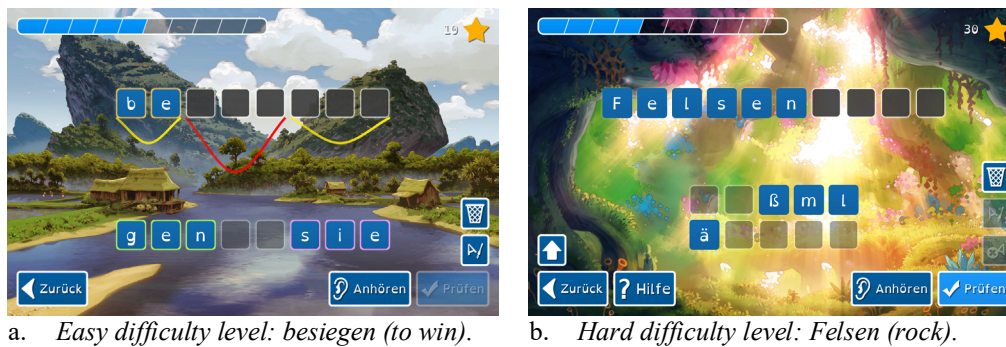 10
b e
g e n s i e
A/
Zurück
Anhören
Prüfen
30
F e l s e n
ß m l
ä
A/
Zurück
? Hilfe
Anhören
Prüfen
a. Easy difficulty level: besiegen (to win).
b. Hard difficulty level: Felsen (rock).